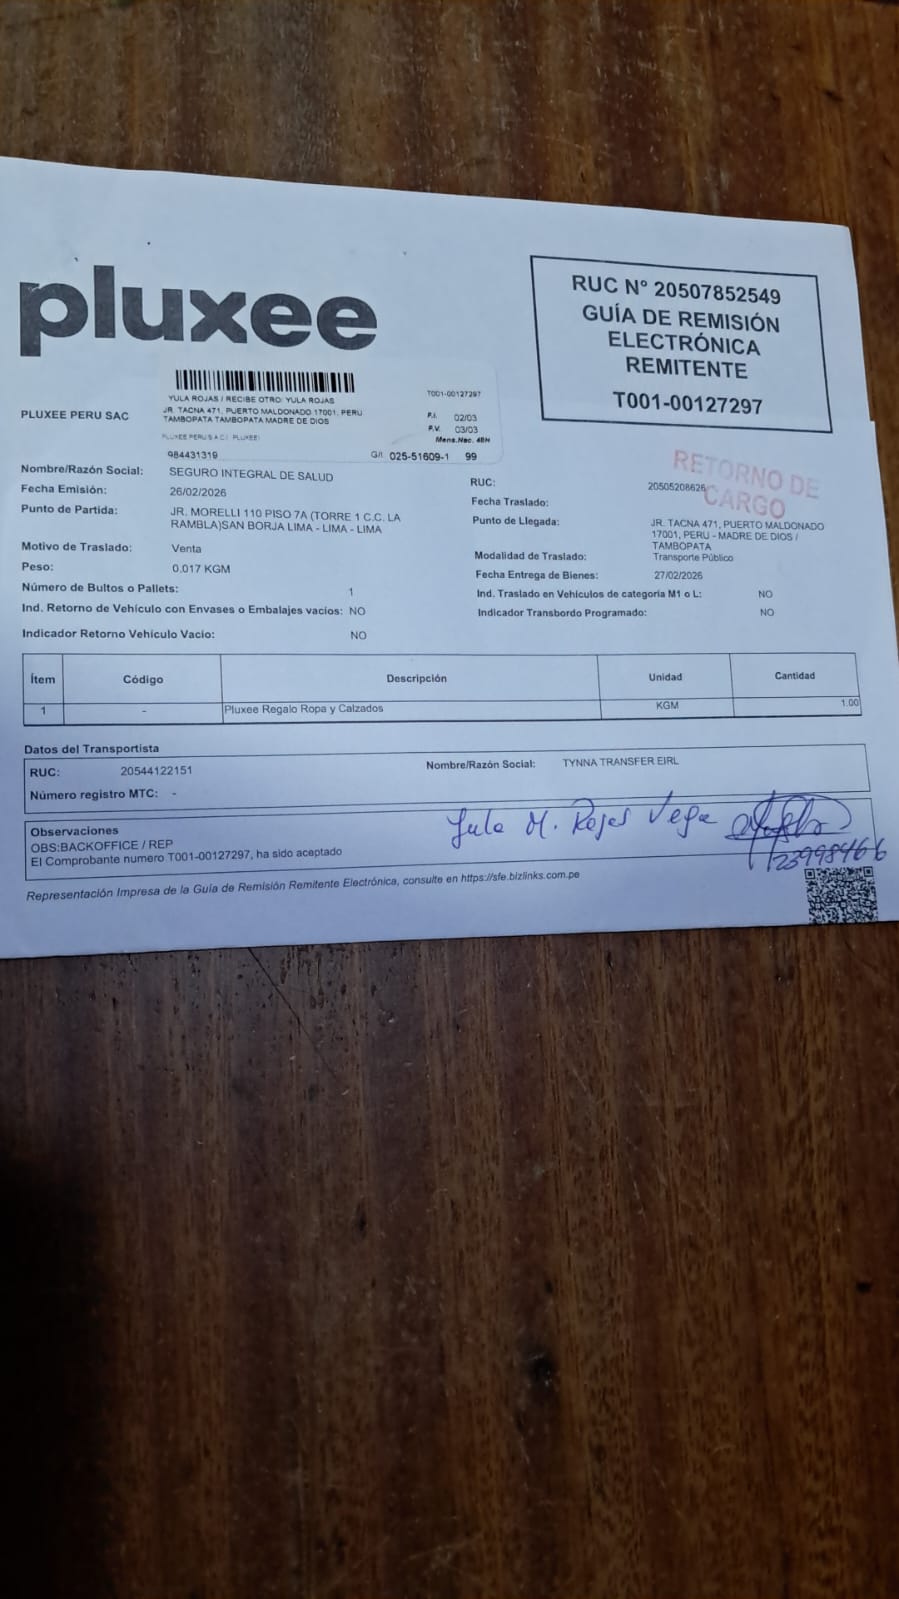 pluxee
RUC N° 20507852549
GUÍA DE REMISIÓN
ELECTRÓNICA
REMITENTE
T001-00127297
PLUXEE PERU SAC
YULA ROJAS / RECIBE OTRO: YULA ROJAS
JR. TACNA 471, PUERTO MALDONADO 17001, PERU
TAMBOPATA TAMBOPATA MADRE DE DIOS
PLUXEE PERU S A C ( PLUXEE)
984431319
T001-00127297
P.I. 02/03
P.V. 03/03
Mens.Nac. 48H
G/I 025-51609-1 99
RETORNO DE
CARGO
Nombre/Razón Social: SEGURO INTEGRAL DE SALUD
RUC: 20505208626
Fecha Emisión: 26/02/2026
Fecha Traslado:
Punto de Partida: JR. MORELLI 110 PISO 7A (TORRE 1 C.C. LA
RAMBLA)SAN BORJA LIMA - LIMA - LIMA
Punto de Llegada: JR. TACNA 471, PUERTO MALDONADO
17001, PERU - MADRE DE DIOS /
TAMBOPATA
Motivo de Traslado: Venta
Modalidad de Traslado: Transporte Público
Peso: 0.017 KGM
Fecha Entrega de Bienes: 27/02/2026
Número de Bultos o Pallets: 1
Ind. Traslado en Vehículos de categoría M1 o L: NO
Ind. Retorno de Vehículo con Envases o Embalajes vacíos: NO
Indicador Transbordo Programado: NO
Indicador Retorno Vehículo Vacio: NO
Ítem Código Descripción Unidad Cantidad
1 - Pluxee Regalo Ropa y Calzados KGM 1.00
Datos del Transportista
RUC: 20544122151
Nombre/Razón Social: TYNNA TRANSFER EIRL
Número registro MTC: -
Observaciones
OBS:BACKOFFICE / REP
El Comprobante numero T001-00127297, ha sido aceptado
Yula M. Rojas Vega
23998466
Representación Impresa de la Guía de Remisión Remitente Electrónica, consulte en https://sfe.bizlinks.com.pe